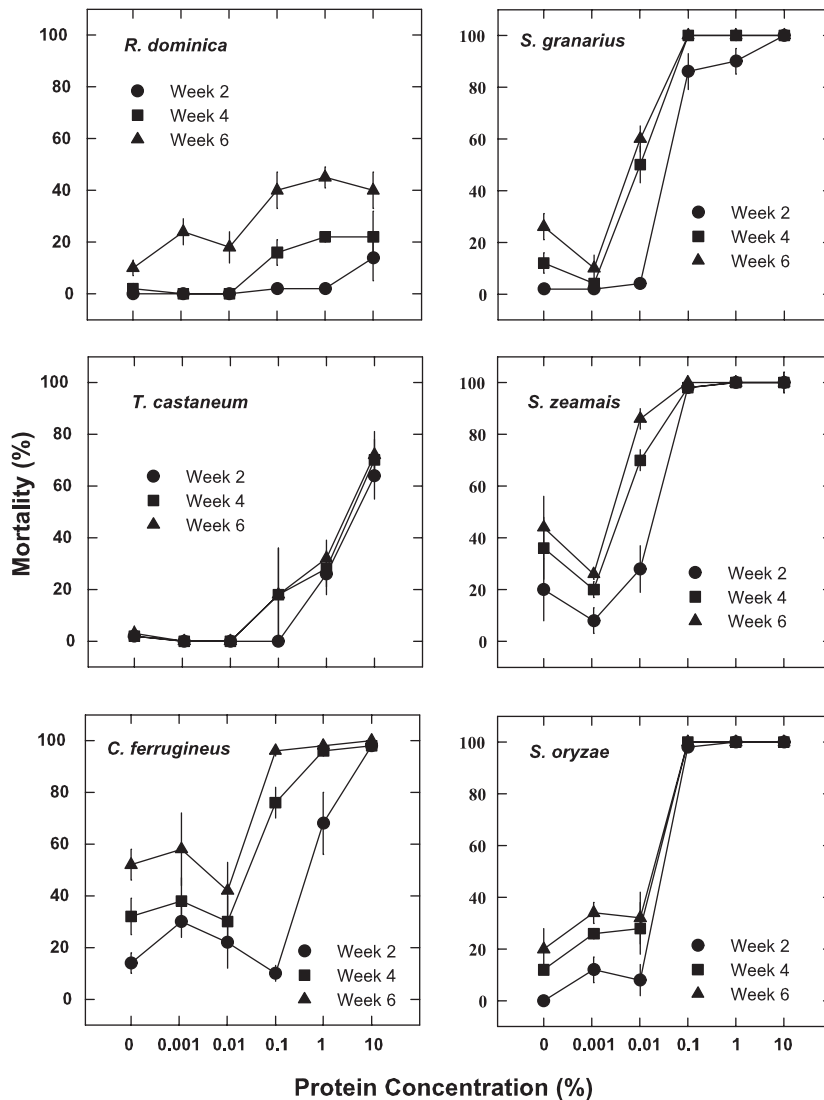 R. dominica
Week 2
Week 4
Week 6
100
80
60
40
20
0
S. granarius
Week 2
Week 4
Week 6
100
80
60
40
20
0
T. castaneum
Week 2
Week 4
Week 6
100
80
60
40
20
0
S. zeamais
Week 2
Week 4
Week 6
100
80
60
40
20
0
C. ferrugineus
Week 2
Week 4
Week 6
100
80
60
40
20
0
0 0.001 0.01 0.1 1 10
S. oryzae
Week 2
Week 4
Week 6
100
80
60
40
20
0
0 0.001 0.01 0.1 1 10
Mortality (%)
Protein Concentration (%)